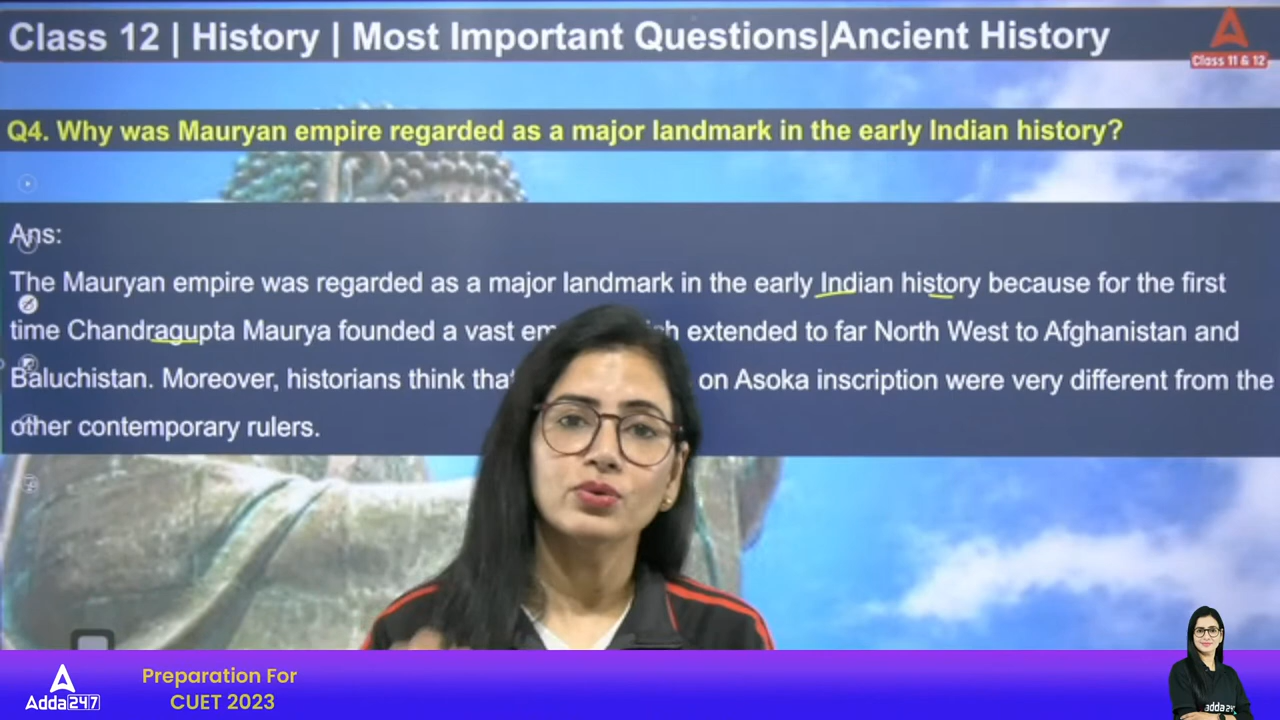 Class 12 | History | Most Important Questions|Ancient History
Class 11 & 12
Q4. Why was Mauryan empire regarded as a major landmark in the early Indian history?
Ans:
The Mauryan empire was regarded as a major landmark in the early Indian history because for the first
time Chandragupta Maurya founded a vast extended to far North West to Afghanistan and
Baluchistan. Moreover, historians think on Asoka inscription were very different from the
other contemporary rulers.
Preparation For
CUET 2023
Adda247
adda 24